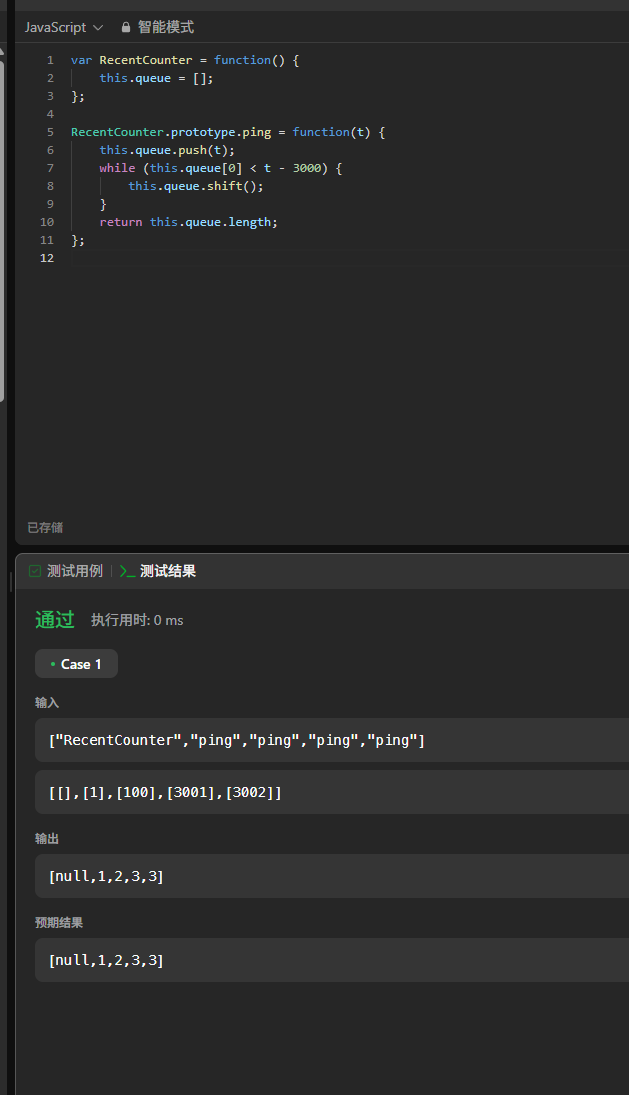 JavaScript 智能模式
1 var RecentCounter = function() {
2     this.queue = [];
3 };
4
5 RecentCounter.prototype.ping = function(t) {
6     this.queue.push(t);
7     while (this.queue[0] < t - 3000) {
8         this.queue.shift();
9     }
10     return this.queue.length;
11 };
12
已存储
测试用例 | >_ 测试结果
通过 执行用时: 0 ms
• Case 1
输入
["RecentCounter","ping","ping","ping","ping"]
[[],[1],[100],[3001],[3002]]
输出
[null,1,2,3,3]
预期结果
[null,1,2,3,3]